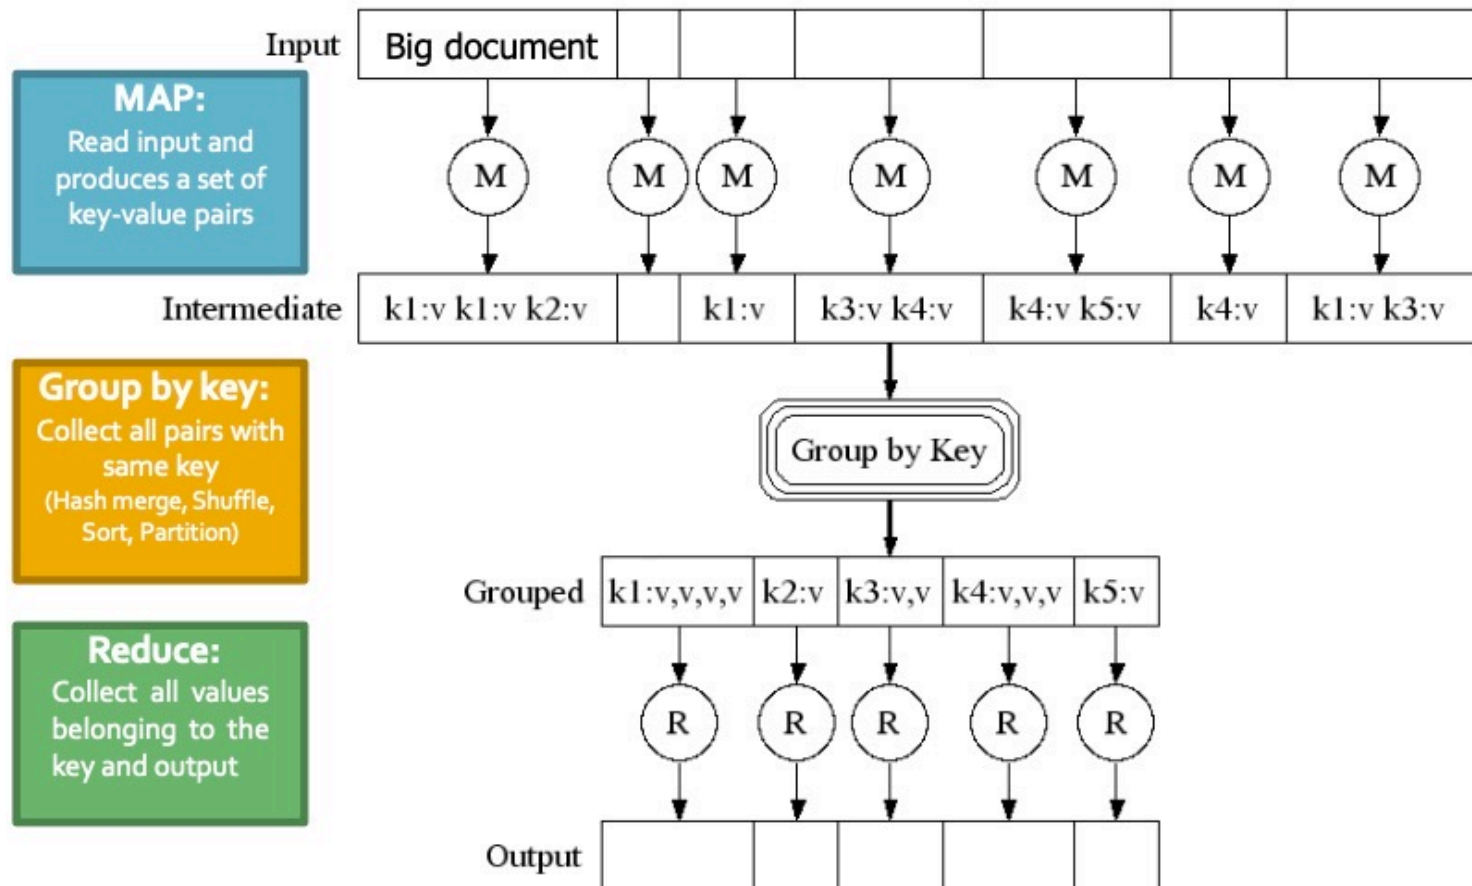 Input
Big document
MAP:
Read input and
produces a set of
key-value pairs
M M M M M M M
Intermediate
k1:v k1:v k2:v
k1:v
k3:v k4:v
k4:v k5:v
k4:v
k1:v k3:v
Group by key:
Collect all pairs with
same key
(Hash merge, Shuffle,
Sort, Partition)
Group by Key
Grouped
k1:v,v,v,v
k2:v
k3:v,v
k4:v,v,v
k5:v
Reduce:
Collect all values
belonging to the
key and output
R R R R R
Output